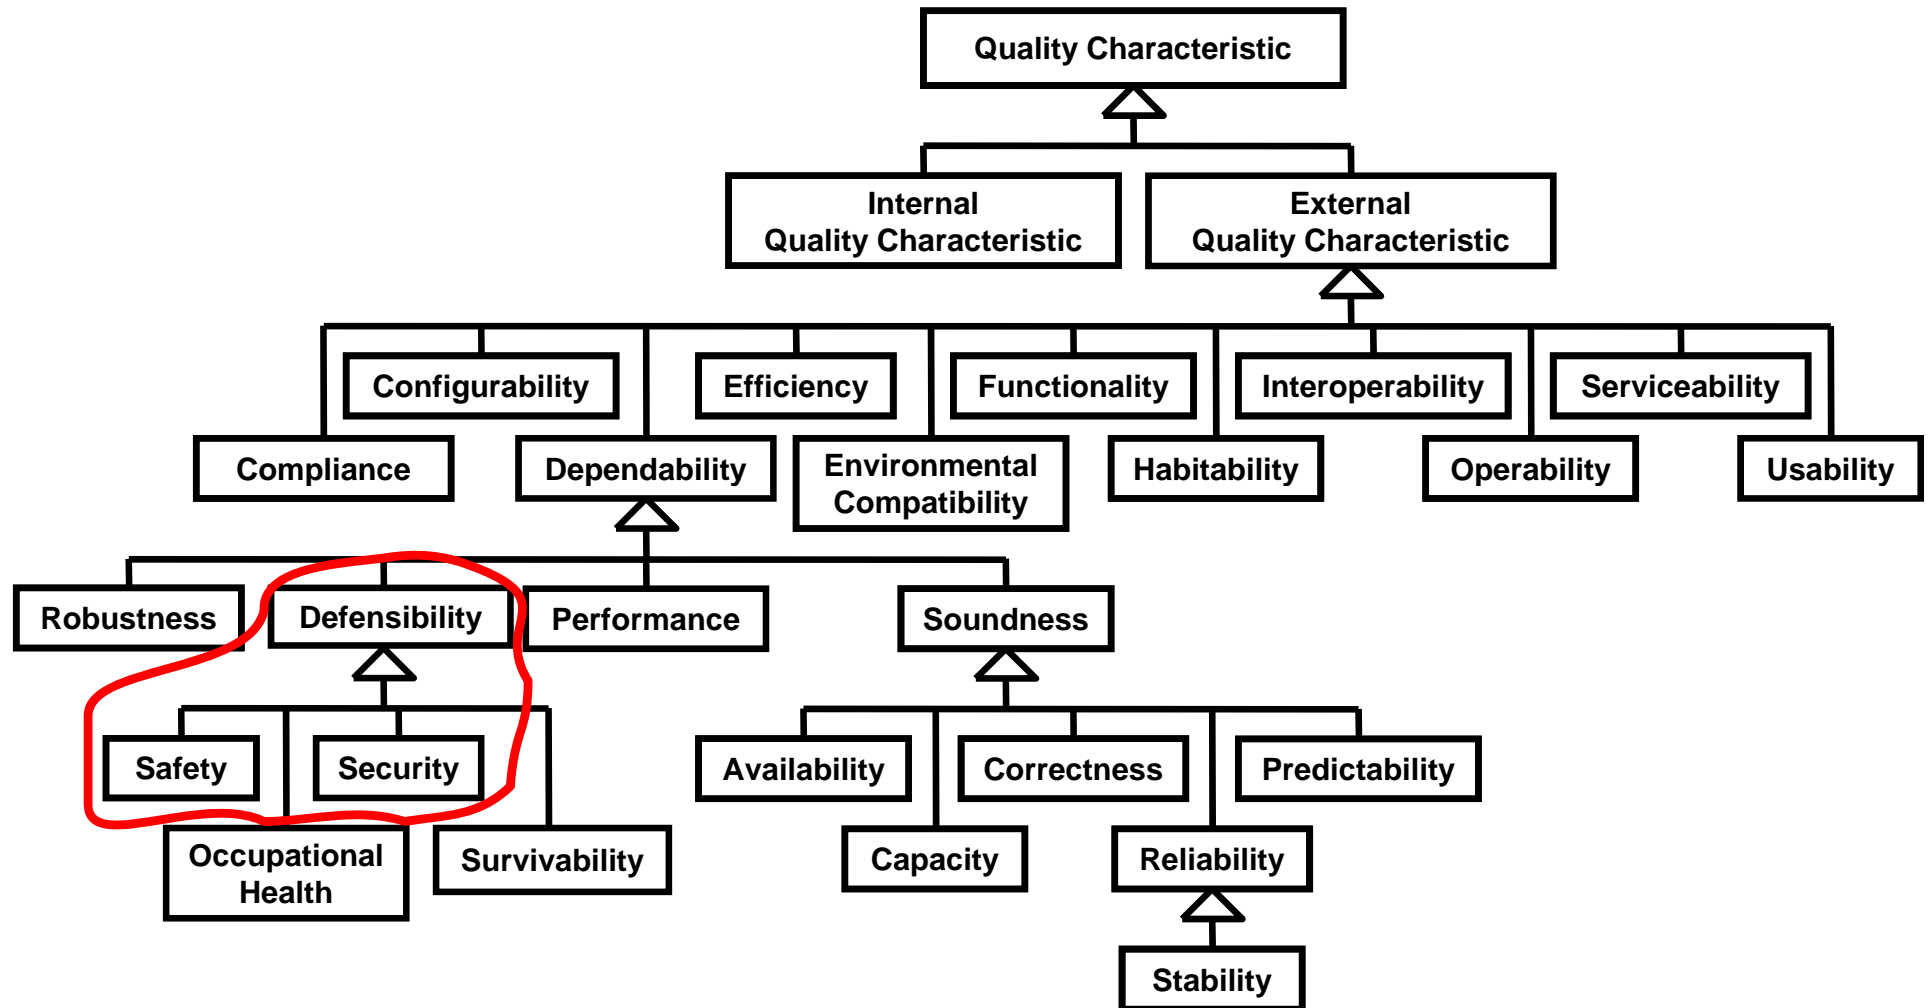 Quality Characteristic
Internal
Quality Characteristic
External
Quality Characteristic
Configurability
Efficiency
Functionality
Interoperability
Serviceability
Compliance
Dependability
Environmental
Compatibility
Habitability
Operability
Usability
Robustness
Defensibility
Performance
Soundness
Safety
Security
Availability
Correctness
Predictability
Occupational
Health
Survivability
Capacity
Reliability
Stability